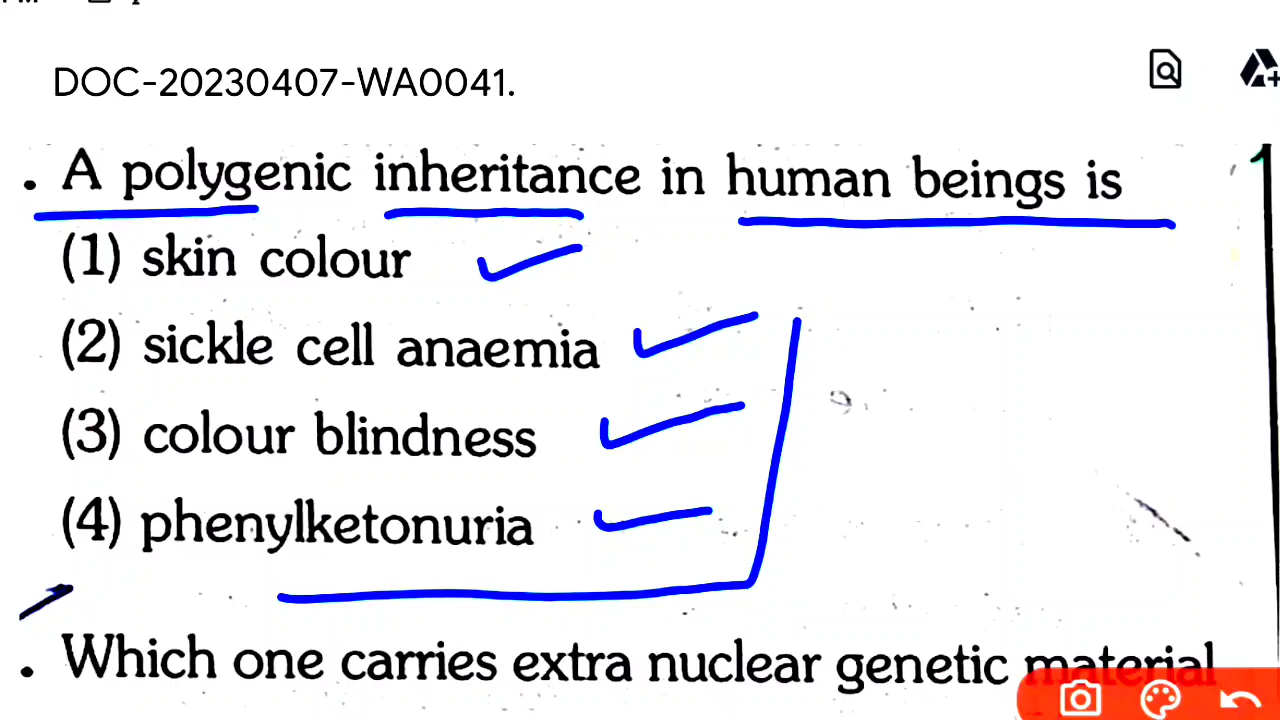 DOC-20230407-WA0041.
. A polygenic inheritance in human beings is
(1) skin colour
(2) sickle cell anaemia
(3) colour blindness
(4) phenylketonuria
. Which one carries extra nuclear genetic material